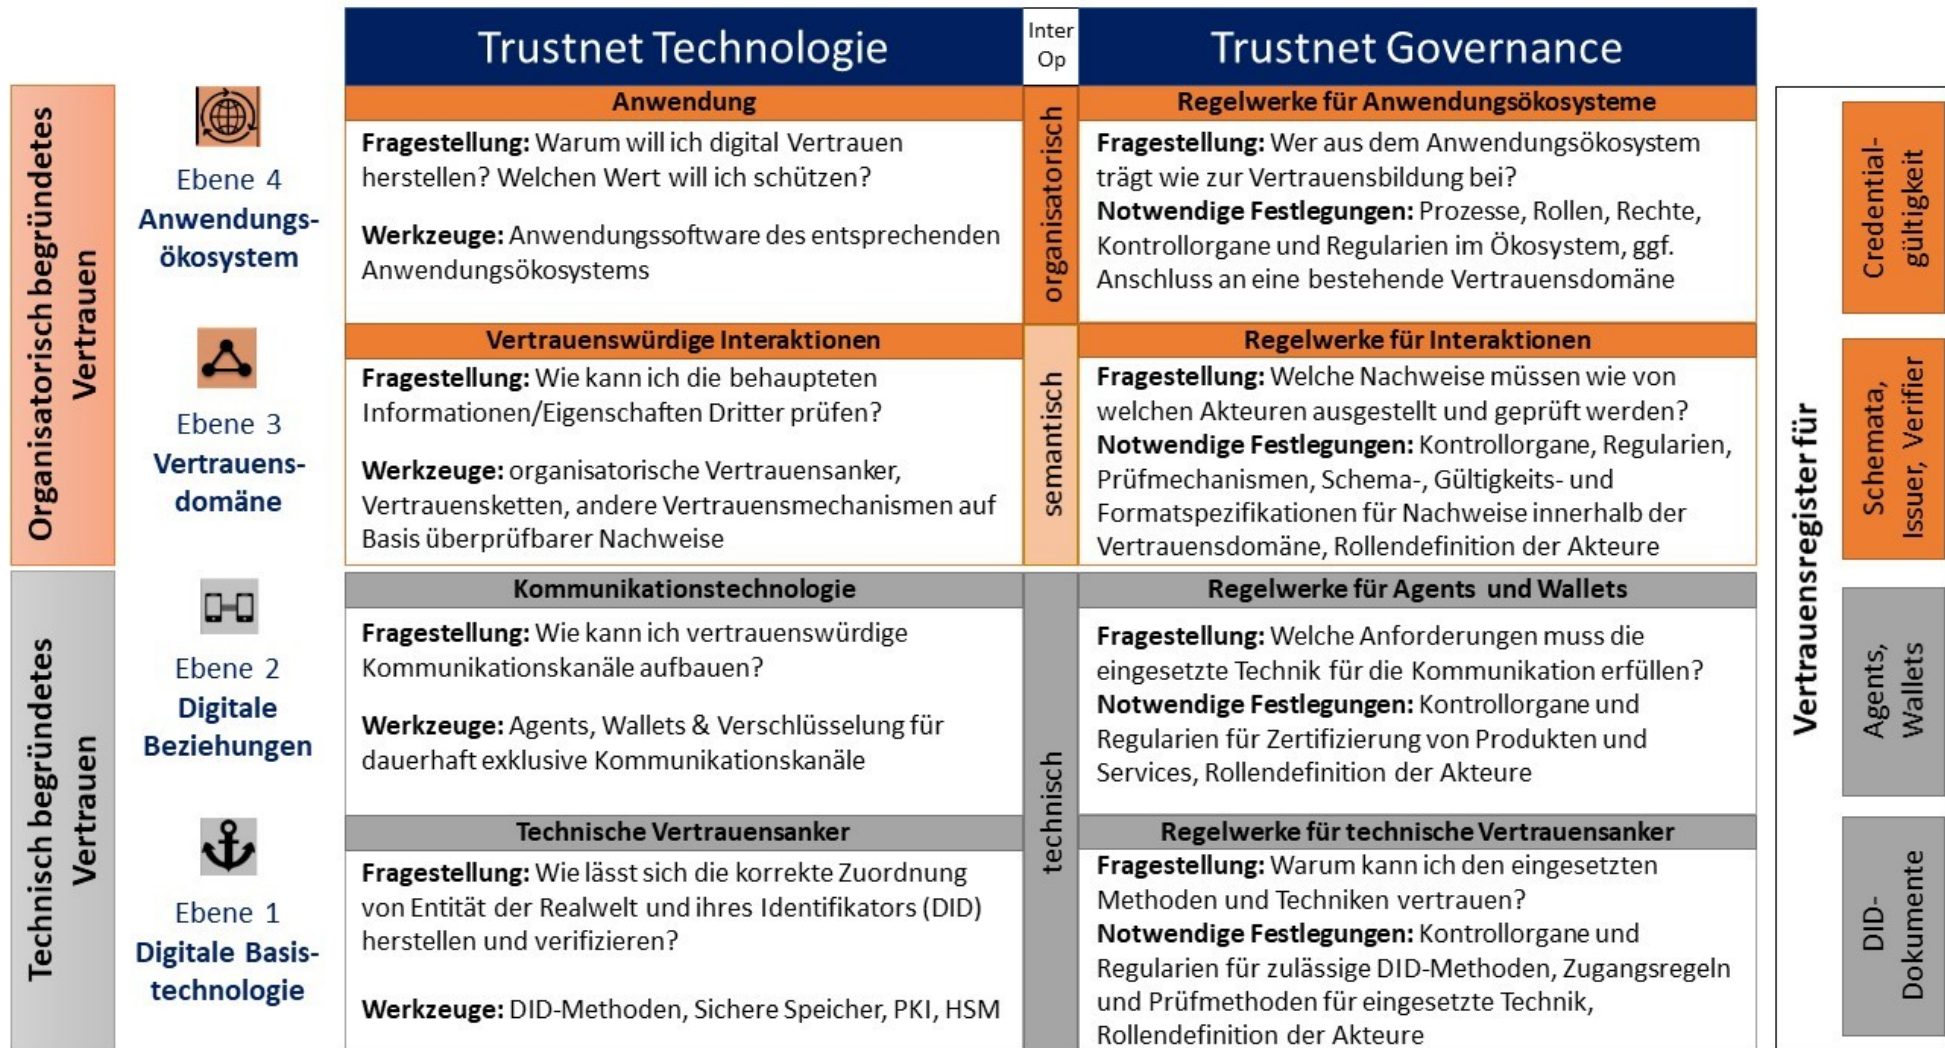 Trustnet Technologie
Inter
Op
Trustnet Governance
Organisatorisch begründetes
Vertrauen
Ebene 4
Anwendungs-
ökosystem
Anwendung
Fragestellung: Warum will ich digital Vertrauen
herstellen? Welchen Wert will ich schützen?
Werkzeuge: Anwendungssoftware des entsprechenden
Anwendungsökosystems
organisatorisch
Regelwerke für Anwendungsökosysteme
Fragestellung: Wer aus dem Anwendungsökosystem
trägt wie zur Vertrauensbildung bei?
Notwendige Festlegungen: Prozesse, Rollen, Rechte,
Kontrollorgane und Regularien im Ökosystem, ggf.
Anschluss an eine bestehende Vertrauensdomäne
Ebene 3
Vertrauens-
domäne
Vertrauenswürdige Interaktionen
Fragestellung: Wie kann ich die behaupteten
Informationen/Eigenschaften Dritter prüfen?
Werkzeuge: organisatorische Vertrauensanker,
Vertrauensketten, andere Vertrauensmechanismen auf
Basis überprüfbarer Nachweise
semantisch
Regelwerke für Interaktionen
Fragestellung: Welche Nachweise müssen wie von
welchen Akteuren ausgestellt und geprüft werden?
Notwendige Festlegungen: Kontrollorgane, Regularien,
Prüfmechanismen, Schema-, Gültigkeits- und
Formatspezifikationen für Nachweise innerhalb der
Vertrauensdomäne, Rollendefinition der Akteure
Technisch begründetes
Vertrauen
Ebene 2
Digitale
Beziehungen
Kommunikationstechnologie
Fragestellung: Wie kann ich vertrauenswürdige
Kommunikationskanäle aufbauen?
Werkzeuge: Agents, Wallets & Verschlüsselung für
dauerhaft exklusive Kommunikationskanäle
technisch
Regelwerke für Agents und Wallets
Fragestellung: Welche Anforderungen muss die
eingesetzte Technik für die Kommunikation erfüllen?
Notwendige Festlegungen: Kontrollorgane und
Regularien für Zertifizierung von Produkten und
Services, Rollendefinition der Akteure
Ebene 1
Digitale Basis-
technologie
Technische Vertrauensanker
Fragestellung: Wie lässt sich die korrekte Zuordnung
von Entität der Realwelt und ihres Identifikators (DID)
herstellen und verifizieren?
Werkzeuge: DID-Methoden, Sichere Speicher, PKI, HSM
Regelwerke für technische Vertrauensanker
Fragestellung: Warum kann ich den eingesetzten
Methoden und Techniken vertrauen?
Notwendige Festlegungen: Kontrollorgane und
Regularien für zulässige DID-Methoden, Zugangsregeln
und Prüfmethoden für eingesetzte Technik,
Rollendefinition der Akteure
Vertrauensregister für
Credential-
gültigkeit
Schemata,
Issuer, Verifier
Agents,
Wallets
DID-
Dokumente